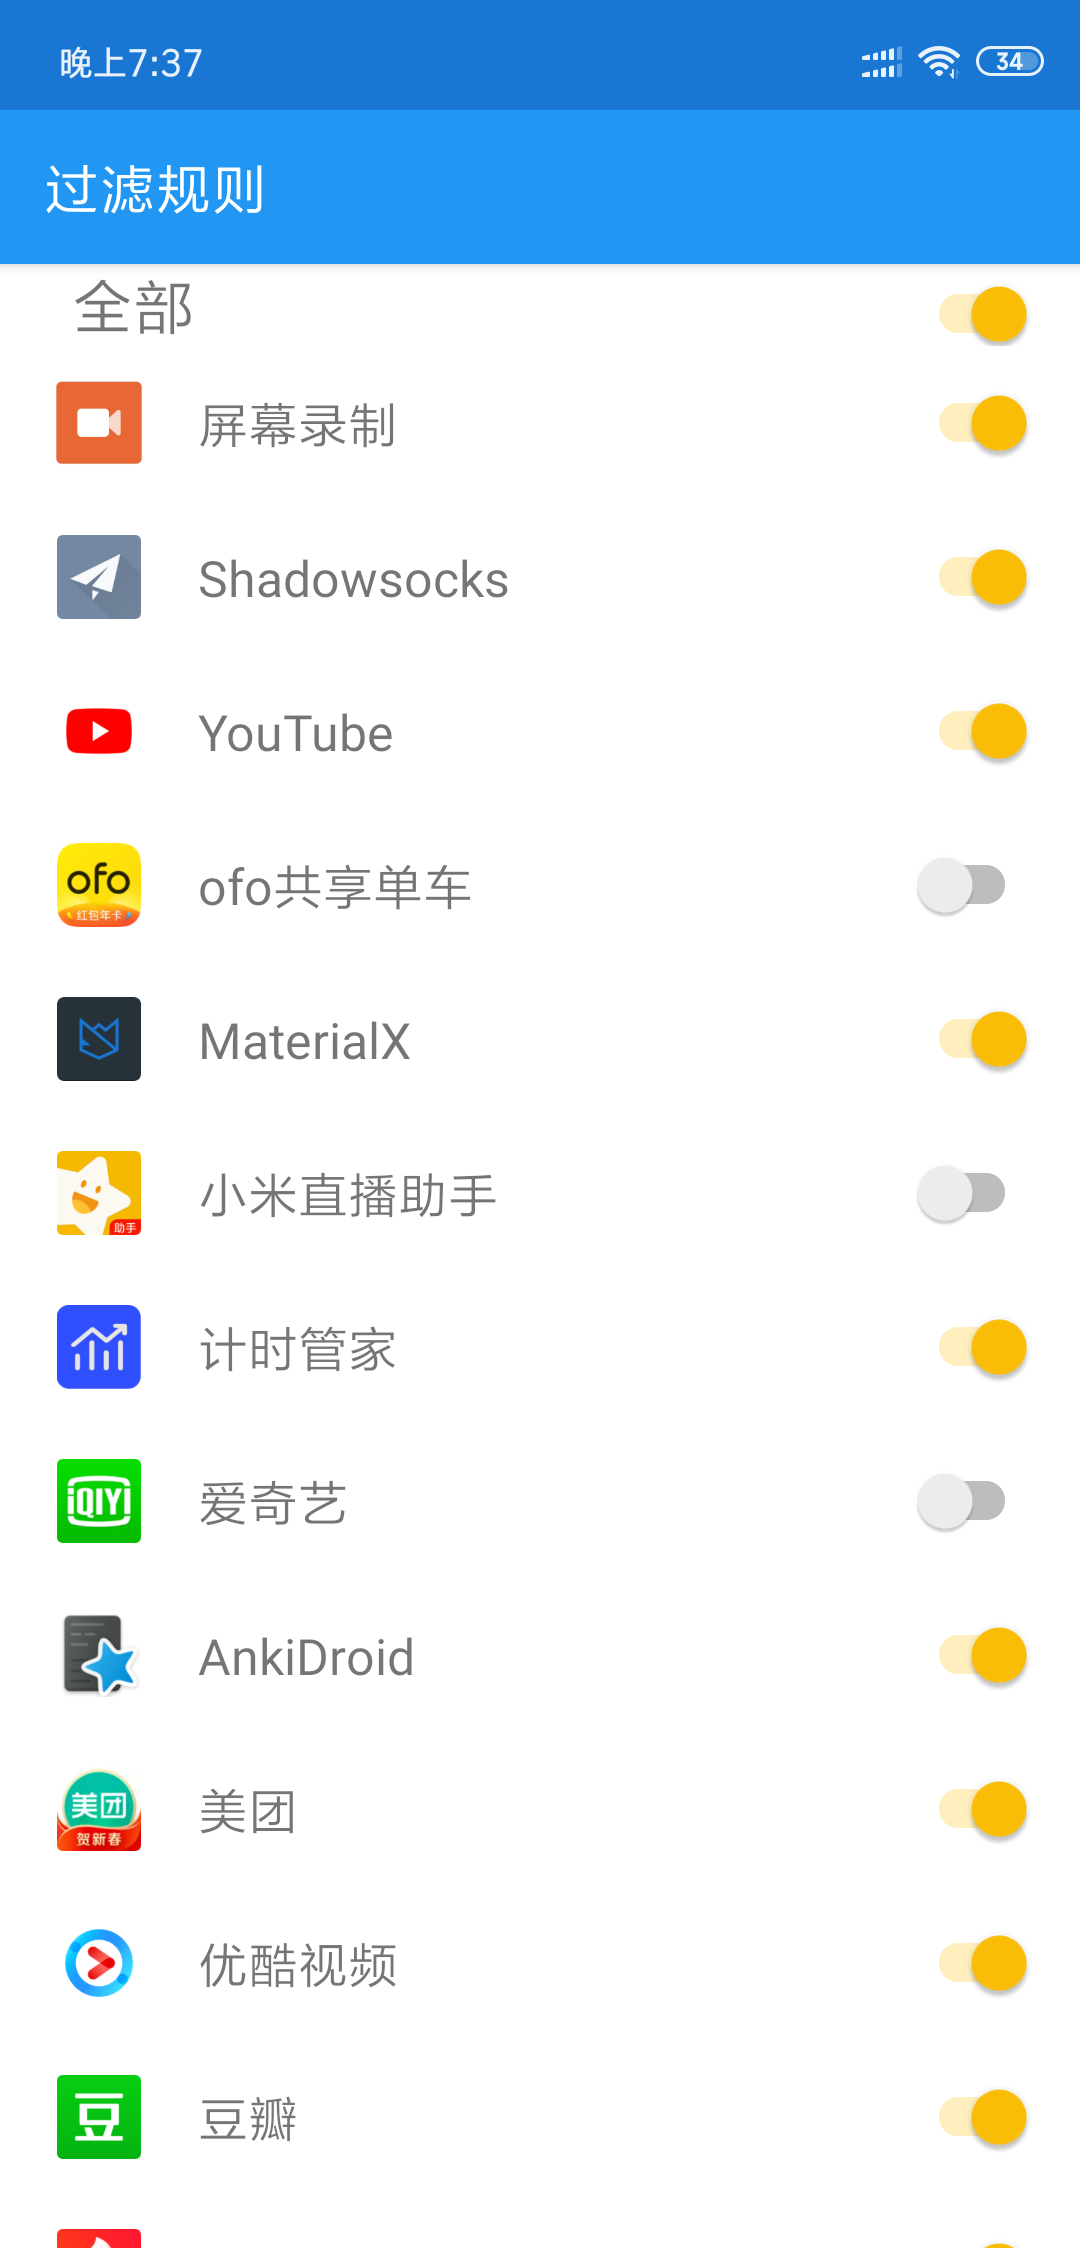 晚上7:37
34
过滤规则
全部
屏幕录制
Shadowsocks
YouTube
ofo
红包年卡
ofo共享单车
MaterialX
助手
小米直播助手
计时管家
iQIYI
爱奇艺
AnkiDroid
美团
贺新春
美团
优酷视频
豆
豆瓣